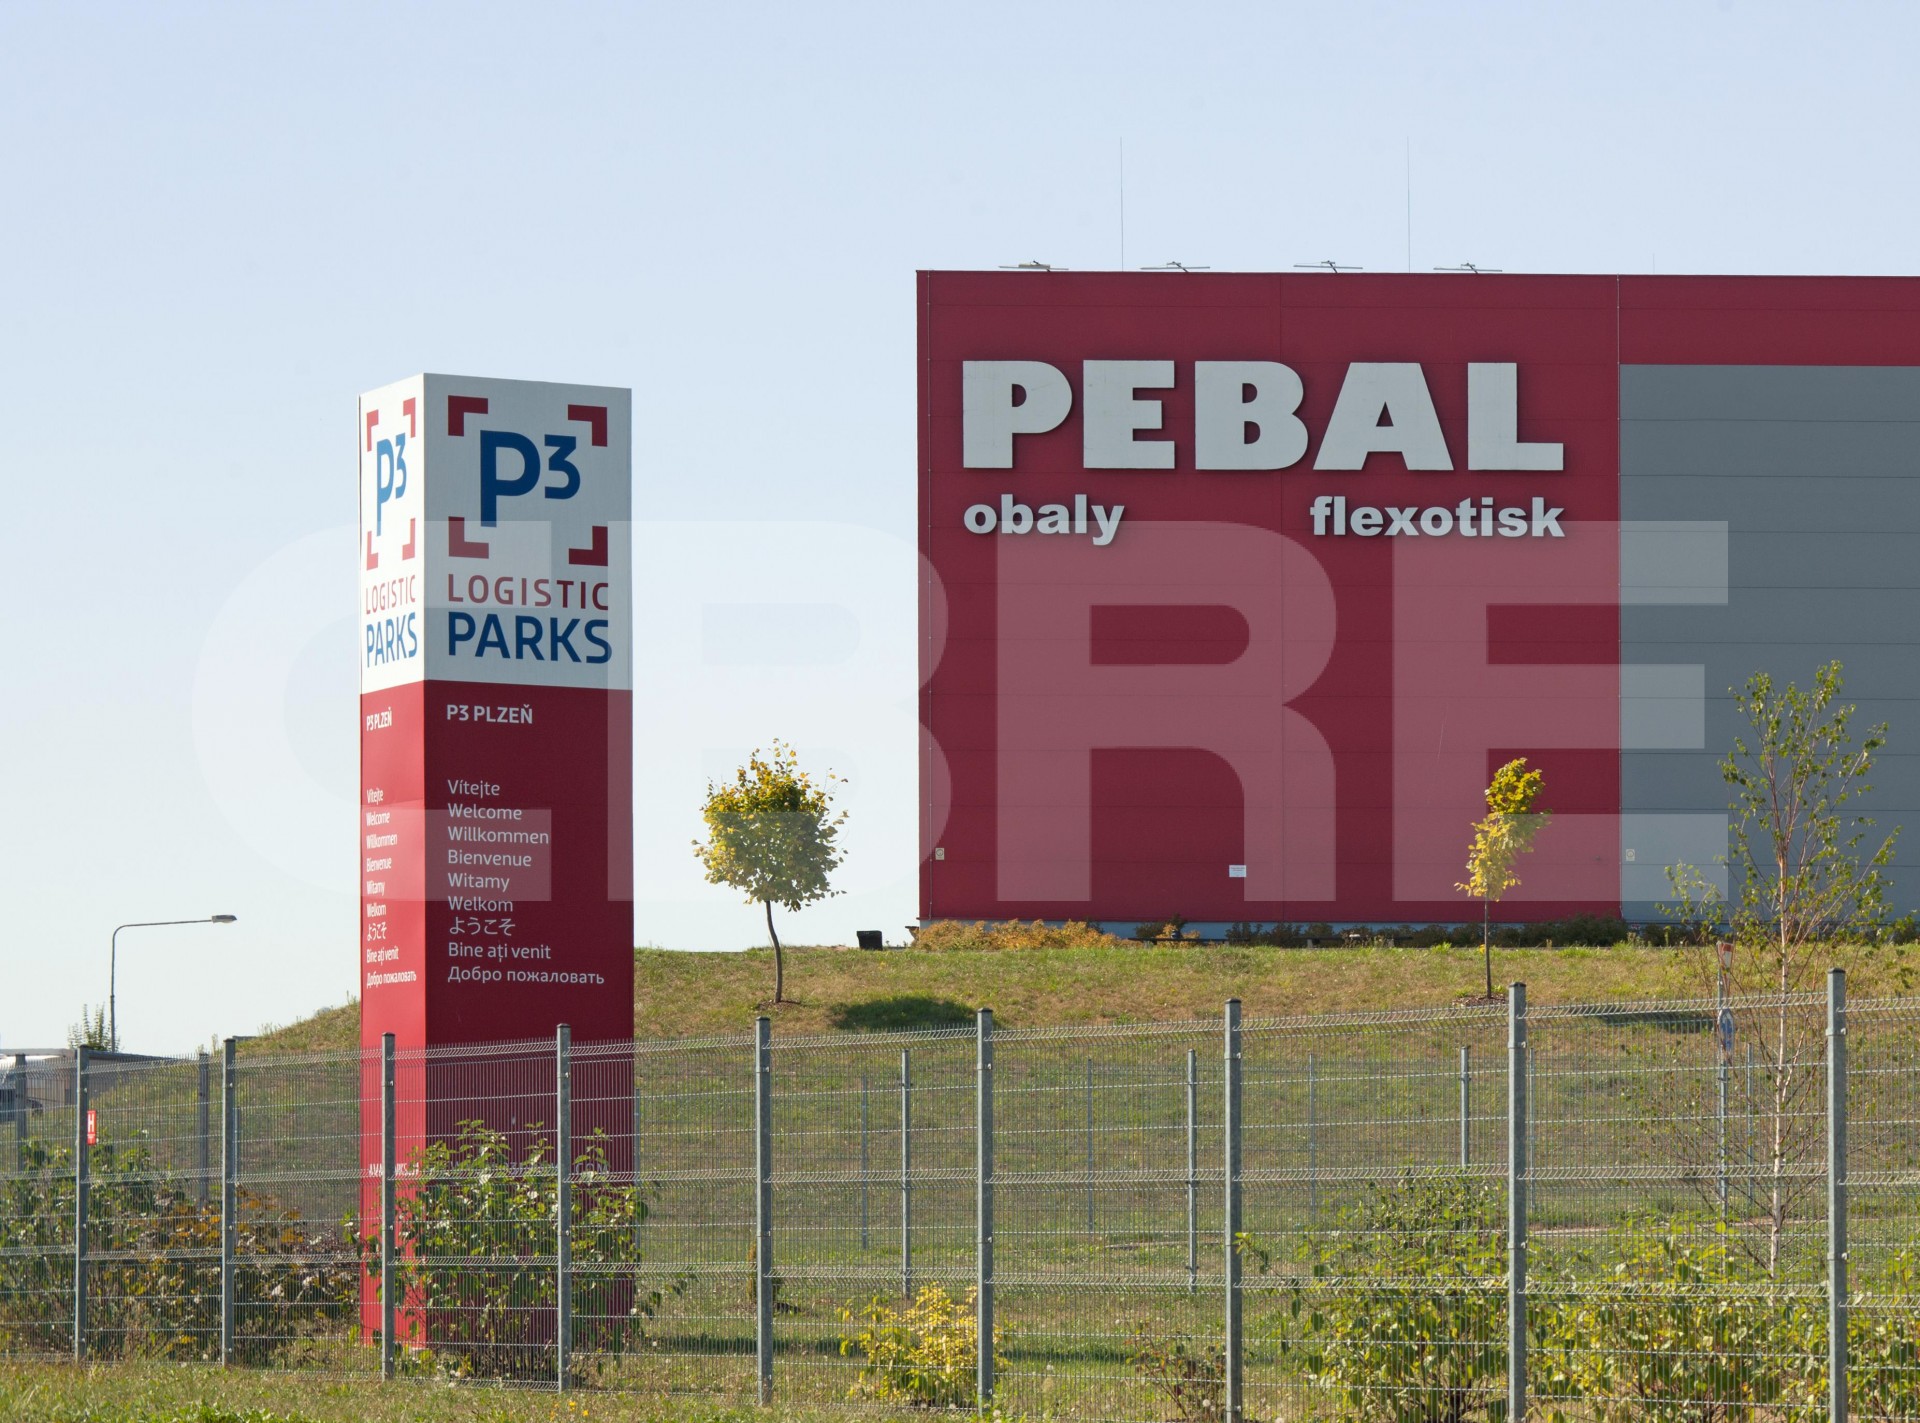 P3
LOGISTIC
PARKS
P3 PLZEŇ
Vítejte
Welcome
Willkommen
Bienvenue
Witamy
Welkom
ようこそ
Bine ați venit
Добро пожаловать
P3
LOGISTIC
PARKS
P3 PLZEŇ
Vítejte
Welcome
Willkommen
Bienvenue
Witamy
Welkom
ようこそ
Bine ați venit
Добро пожаловать
PEBAL
obaly flexotisk
CBRE
H